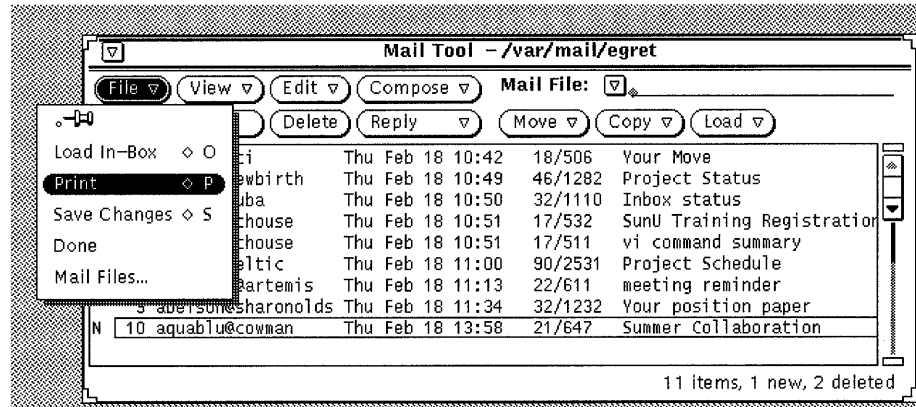 Mail Tool – /var/mail/egret
File View Edit Compose Mail File:
Delete Reply Move Copy Load
Load In-Box ◇ O
Print ◇ P
Save Changes ◇ S
Done
Mail Files...
Thu Feb 18 10:42 18/506 Your Move
Thu Feb 18 10:49 46/1282 Project Status
Thu Feb 18 10:50 32/1110 Inbox status
Thu Feb 18 10:51 17/532 SunU Training Registration
Thu Feb 18 10:51 17/511 vi command summary
Thu Feb 18 11:00 90/2531 Project Schedule
Thu Feb 18 11:13 22/611 meeting reminder
Thu Feb 18 11:34 32/1232 Your position paper
N 10 aquablu@cowman Thu Feb 18 13:58 21/647 Summer Collaboration
11 items, 1 new, 2 deleted